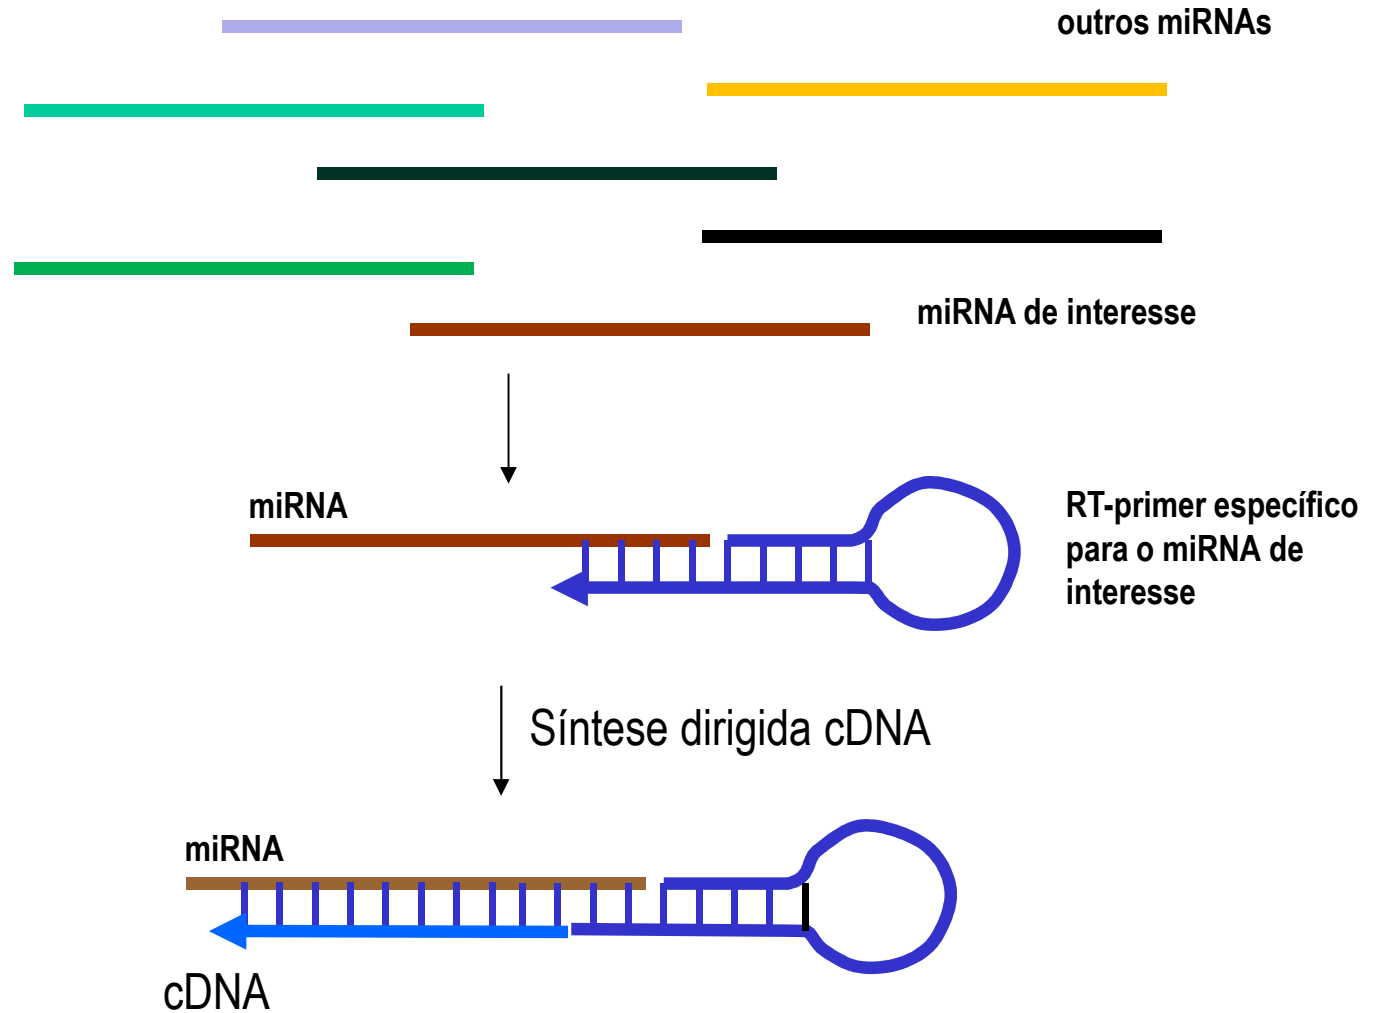 outros miRNAs
miRNA de interesse
miRNA
RT-primer específico
para o miRNA de
interesse
Síntese dirigida cDNA
miRNA
cDNA